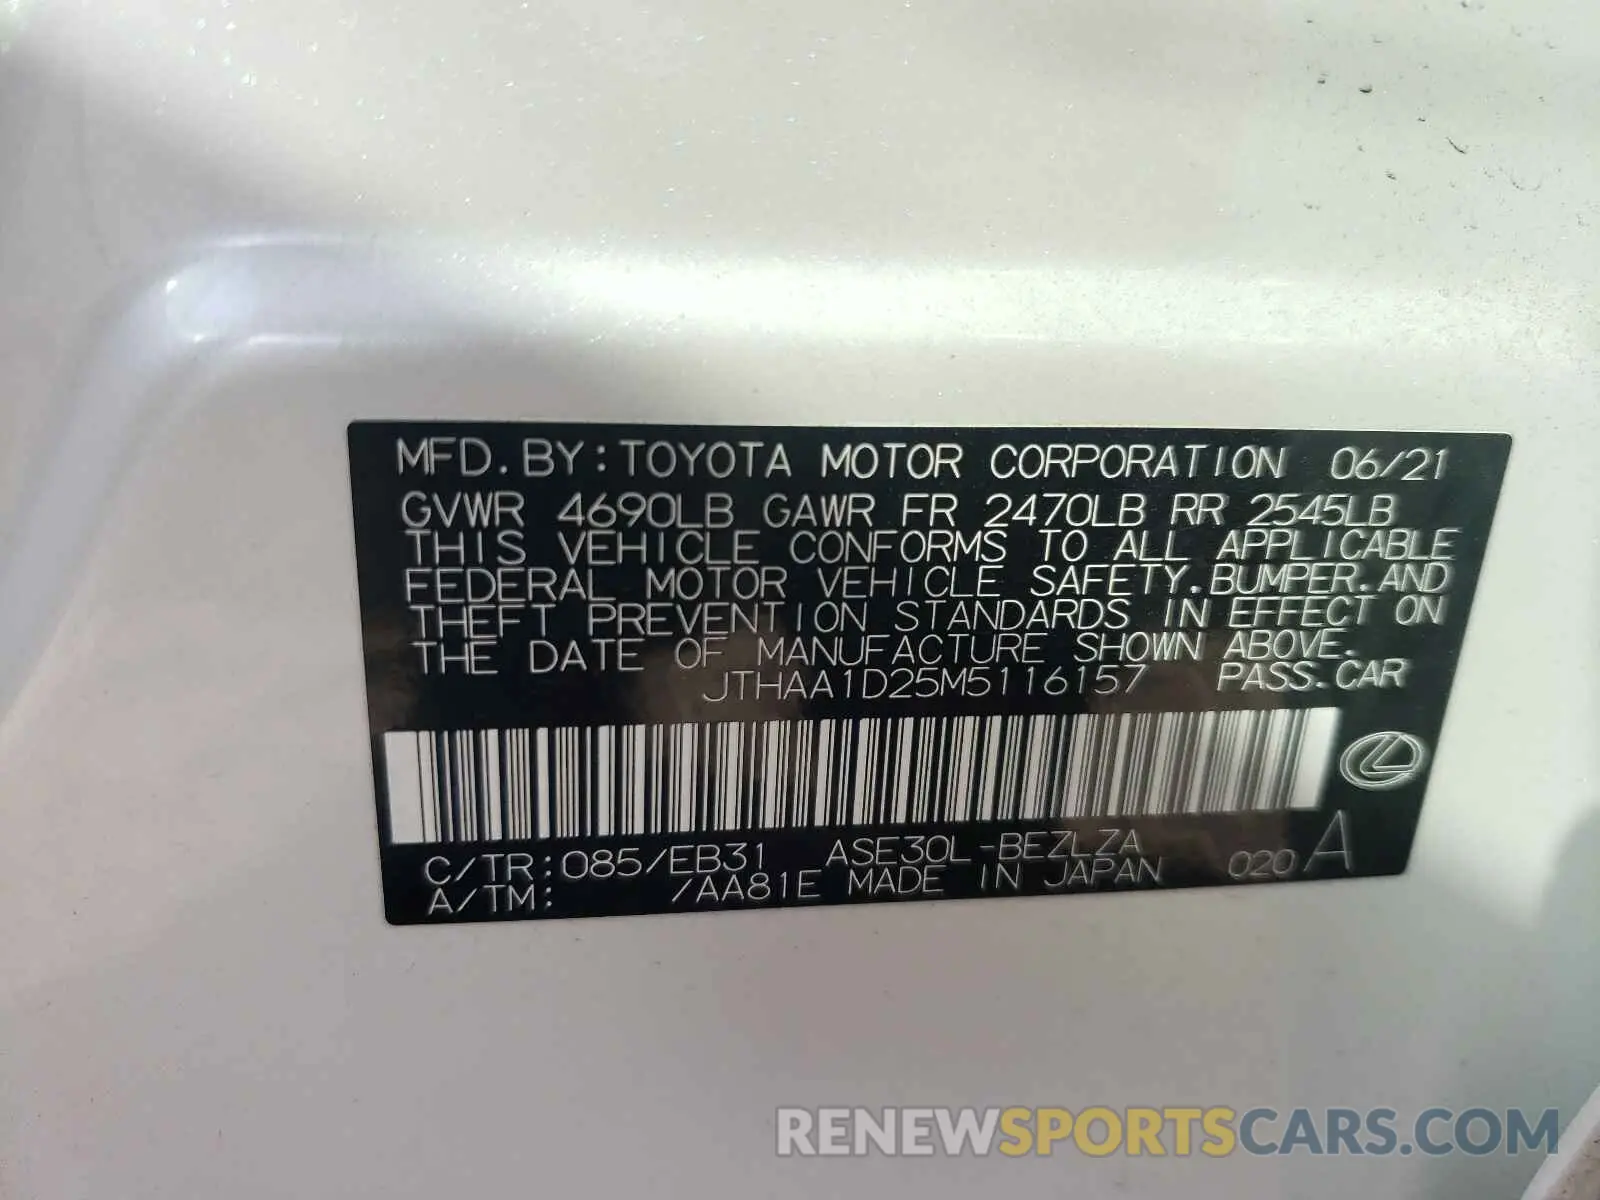 MFD. BY: TOYOTA MOTOR CORPORATION 06/21
GVWR 4690LB GAWR FR 2470LB RR 2545LB
THIS VEHICLE CONFORMS TO ALL APPLICABLE
FEDERAL MOTOR VEHICLE SAFETY. BUMPER. AND
THEFT PREVENTION STANDARDS IN EFFECT ON
THE DATE OF MANUFACTURE SHOWN ABOVE.
JTHAA1D25M5116157 PASS. CAR
C/TR: 085/EB31 ASE30L-BEZLZA
A/TM: /AA81E MADE IN JAPAN 020 A
RENEWSPORTSCARS.COM